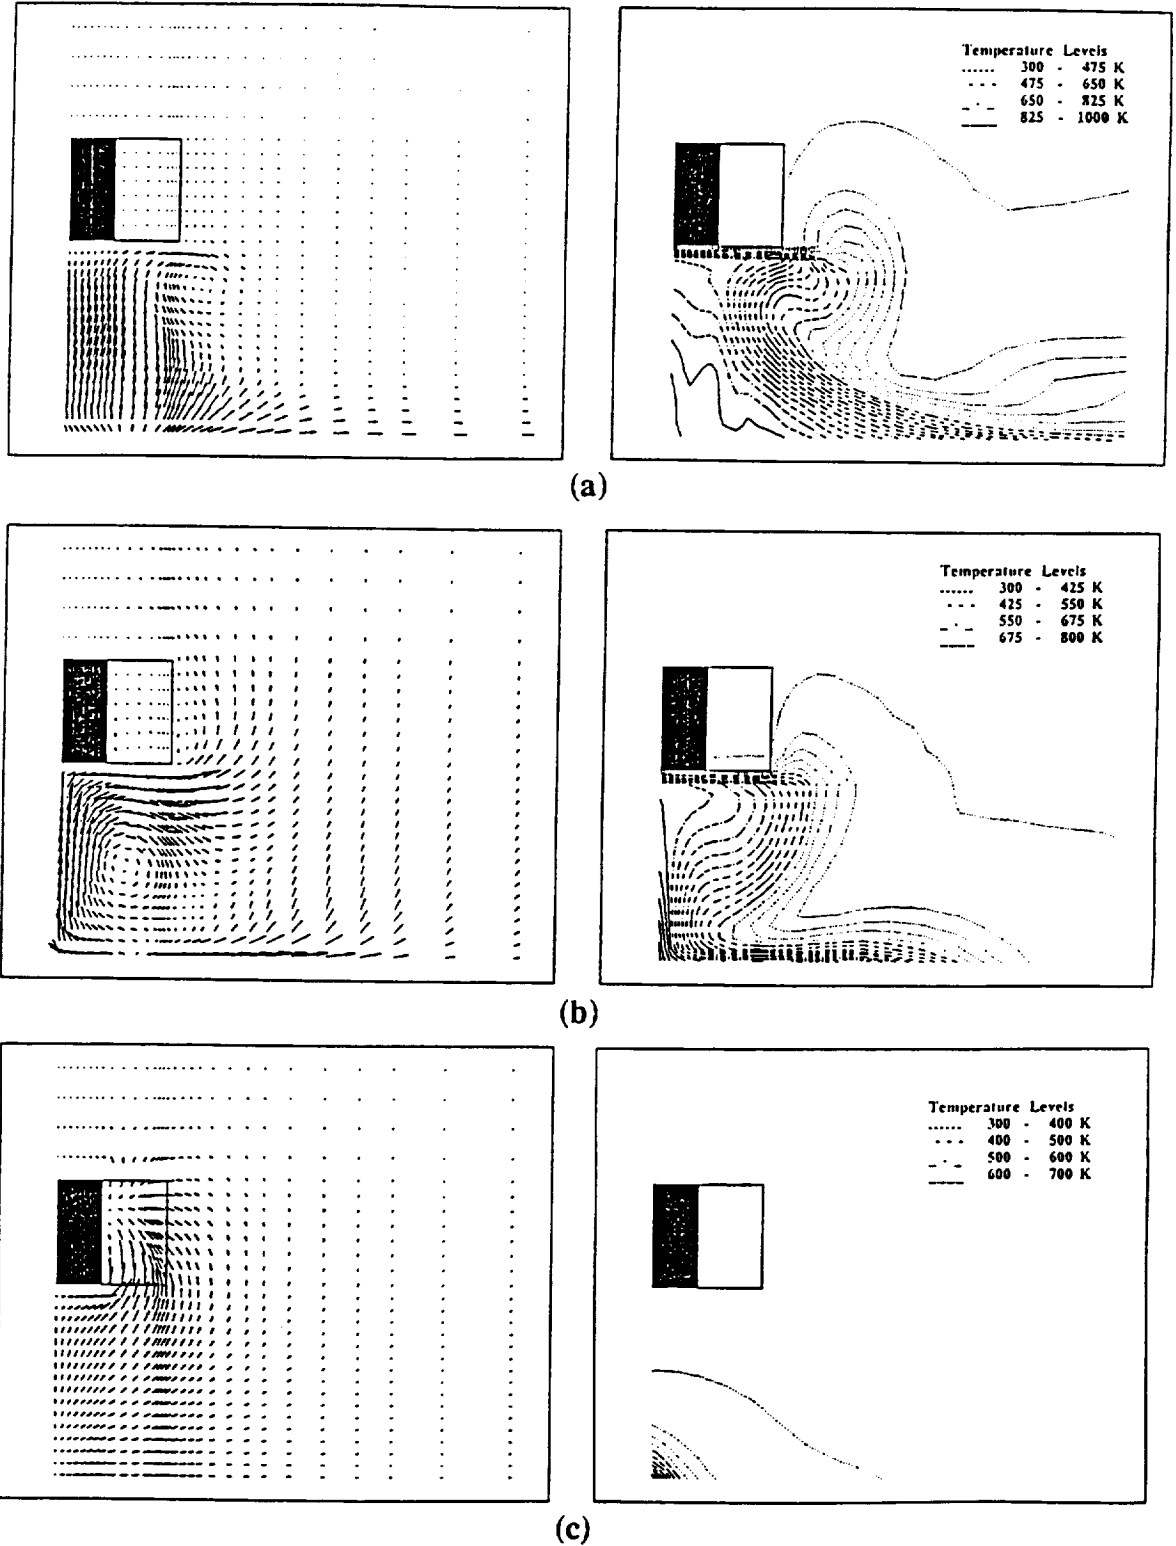 Temperature Levels
300 - 475 K
475 - 650 K
650 - 825 K
825 - 1000 K
(a)
Temperature Levels
300 - 425 K
425 - 550 K
550 - 675 K
675 - 800 K
(b)
Temperature Levels
300 - 400 K
400 - 500 K
500 - 600 K
600 - 700 K
(c)